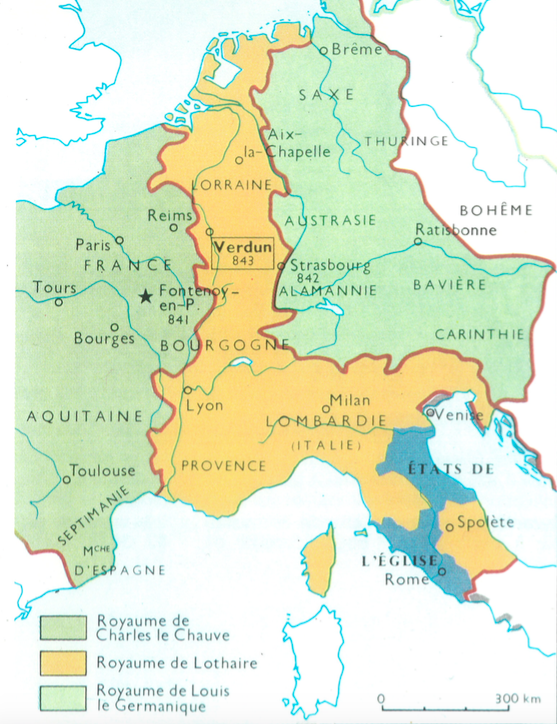 Brême
SAXE
THURINGE
Aix-
la-Chapelle
LORRAINE
BOHÊME
Reims
AUSTRASIE
Ratisbonne
Paris
Verdun
843
FRANCE
Strasbourg
842
Tours
Fontenoy-
en-P.
841
ALAMANNIE
BAVIÈRE
Bourges
BOURGOGNE
CARINTHIE
Lyon
Milan
AQUITAINE
LOMBARDIE
Venise
(ITALIE)
Toulouse
PROVENCE
ÉTATS DE
SEPTIMANIE
Spolète
MCHE
D'ESPAGNE
L'ÉGLISE
Rome
Royaume de
Charles le Chauve
Royaume de Lothaire
Royaume de Louis
le Germanique
0 300 km